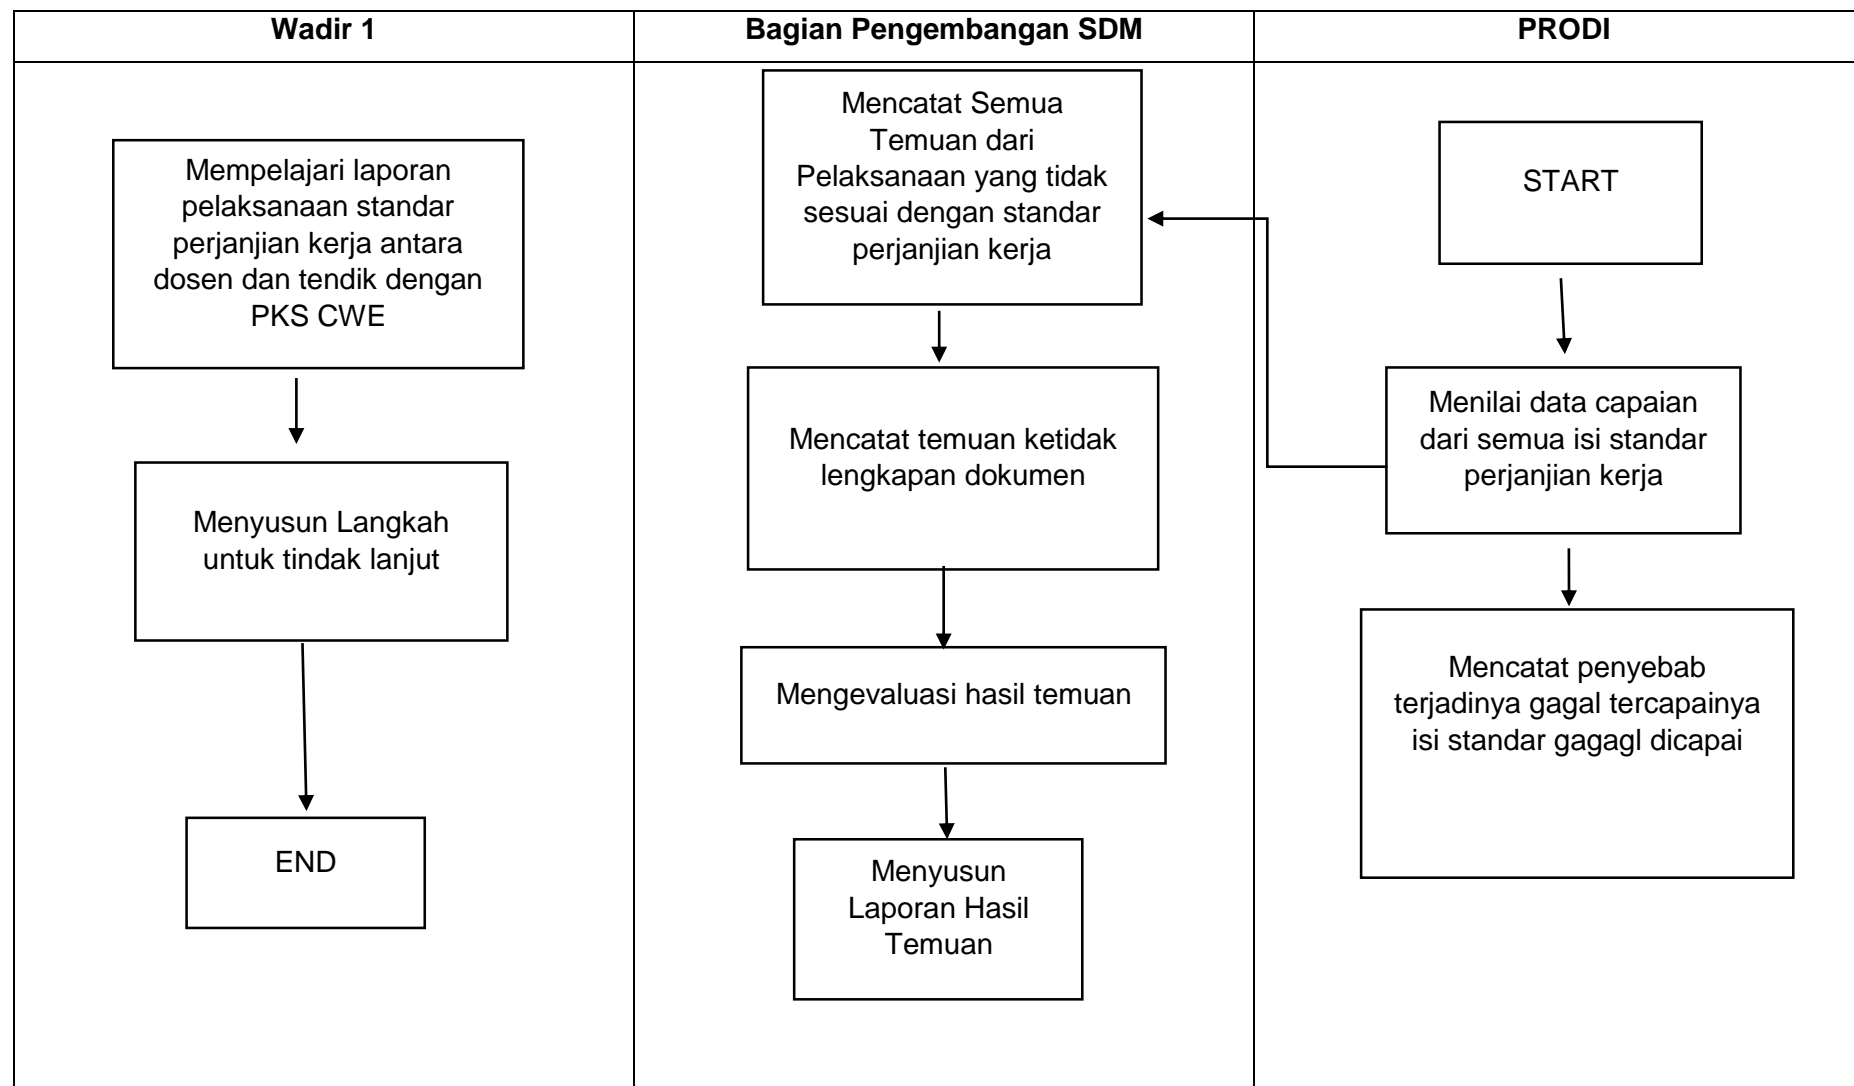 Wadir 1
Bagian Pengembangan SDM
PRODI
Mempelajari laporan
pelaksanaan standar
perjanjian kerja antara
dosen dan tendik dengan
PKS CWE
Menyusun Langkah
untuk tindak lanjut
END
Mencatat Semua
Temuan dari
Pelaksanaan yang tidak
sesuai dengan standar
perjanjian kerja
Mencatat temuan ketidak
lengkapan dokumen
Mengevaluasi hasil temuan
Menyusun
Laporan Hasil
Temuan
START
Menilai data capaian
dari semua isi standar
perjanjian kerja
Mencatat penyebab
terjadinya gagal tercapainya
isi standar gagagl dicapai